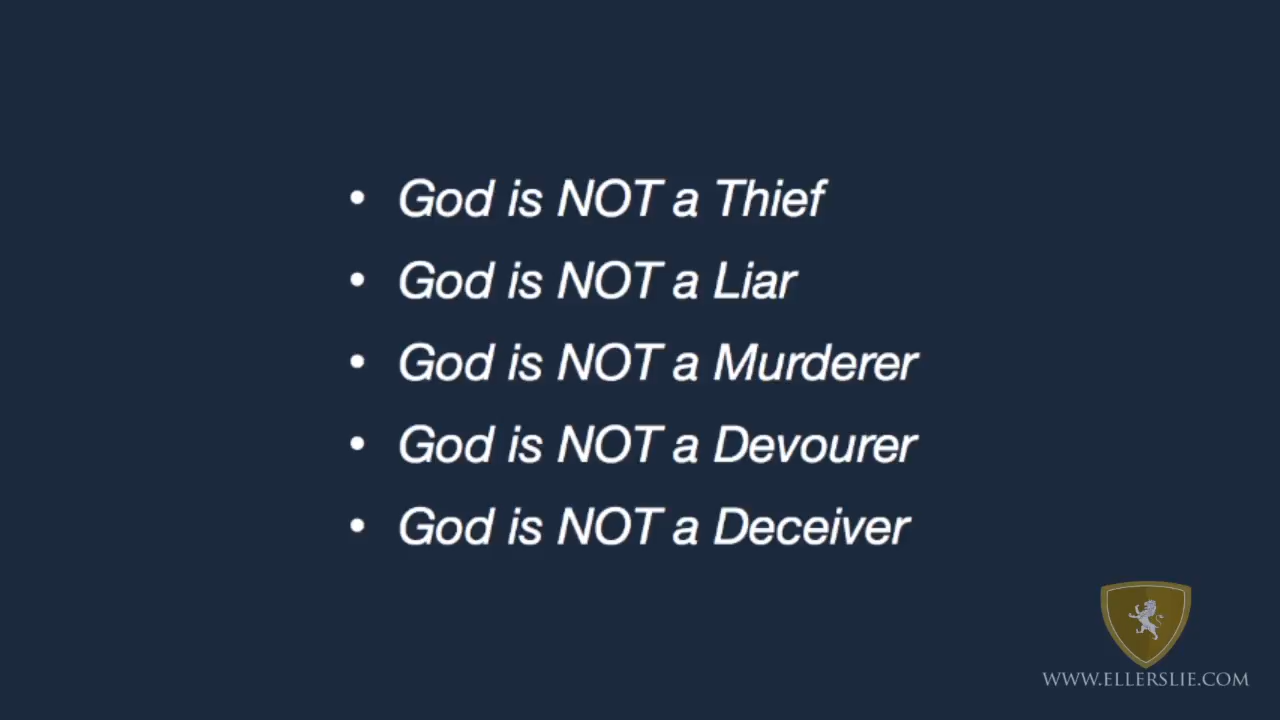 • God is NOT a Thief
• God is NOT a Liar
• God is NOT a Murderer
• God is NOT a Devourer
• God is NOT a Deceiver
WWW.ELLERSLIE.COM